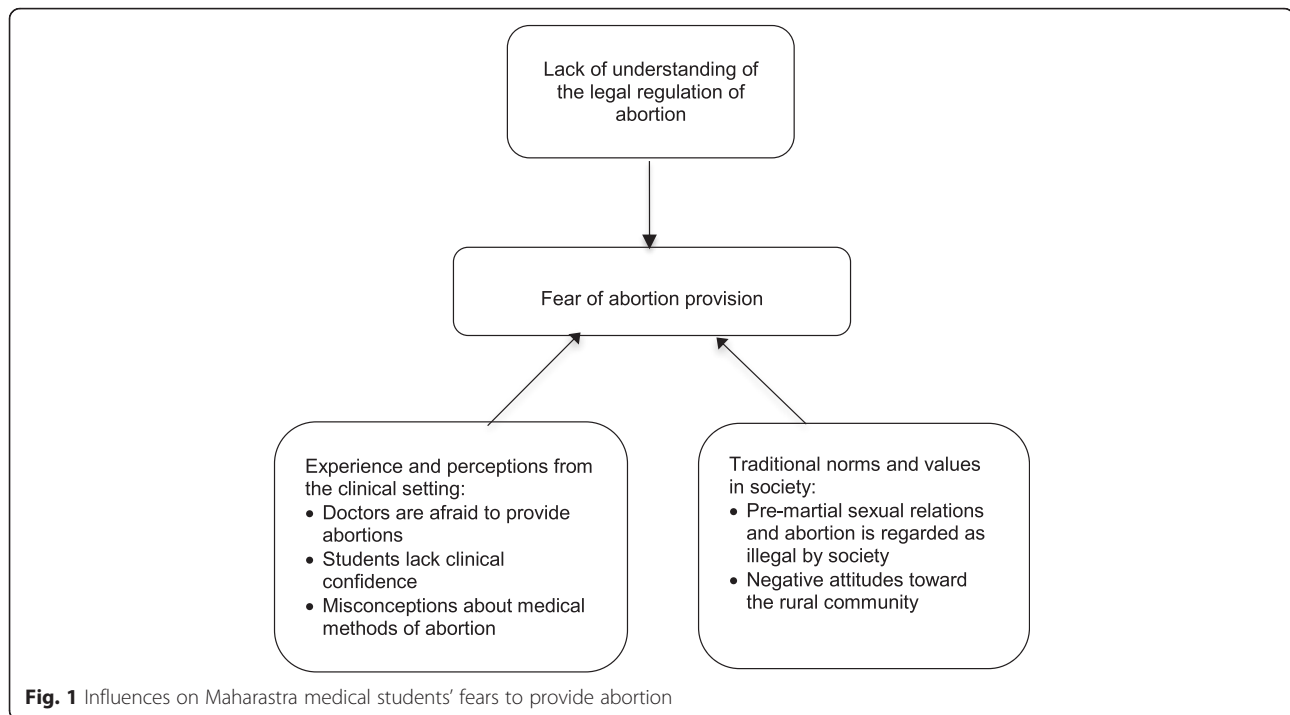 Lack of understanding of
the legal regulation of
abortion
Fear of abortion provision
Experience and perceptions from
the clinical setting:
• Doctors are afraid to provide
abortions
• Students lack clinical
confidence
• Misconceptions about medical
methods of abortion
Traditional norms and values
in society:
• Pre-martial sexual relations
and abortion is regarded as
illegal by society
• Negative attitudes toward
the rural community
Fig. 1 Influences on Maharastra medical students’ fears to provide abortion